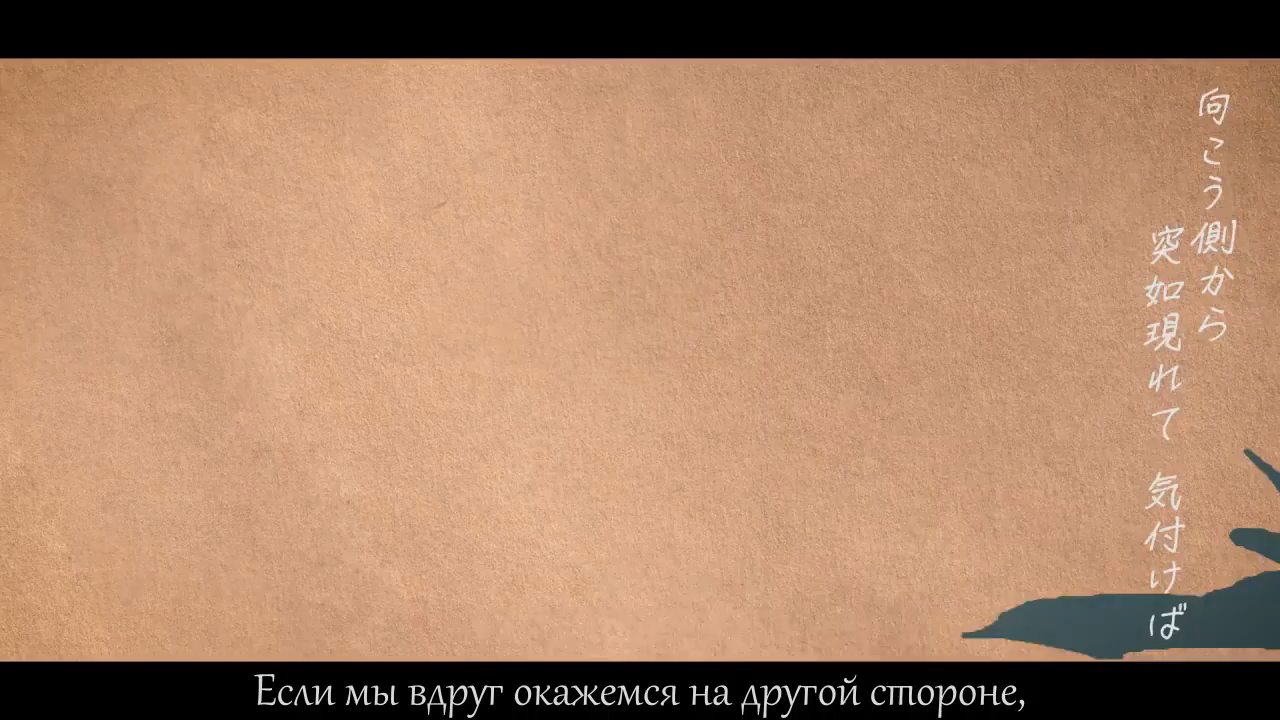 向こう側から
突如現れて 気付けば
Если мы вдруг окажемся на другой стороне,